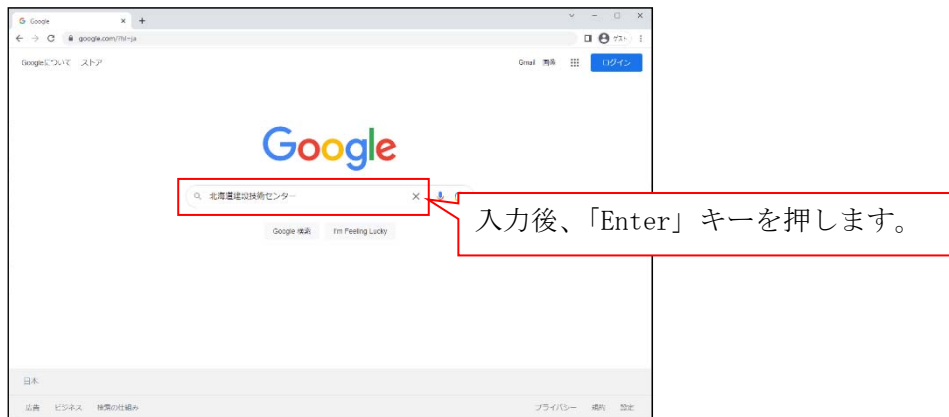 Google
google.com/?hl=ja
ゲスト
Googleについて ストア
Gmail 画像
ログイン
Google
北海道建設技術センター
入力後、「Enter」キーを押します。
Google 検索 I'm Feeling Lucky
日本
広告 ビジネス 検索の仕組み
プライバシー 規約 設定